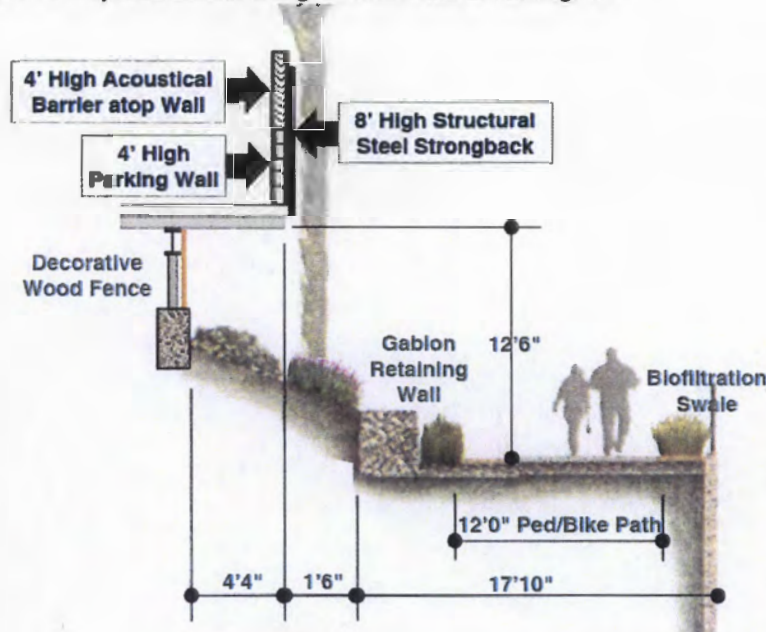 4' High Acoustical
Barrier atop Wall
8' High Structural
Steel Strongback
4' High
Parking Wall
Decorative
Wood Fence
Gabion
Retaining
Wall
12'6"
Biofiltration
Swale
12'0" Ped/Bike Path
4'4"
1'6"
17'10"